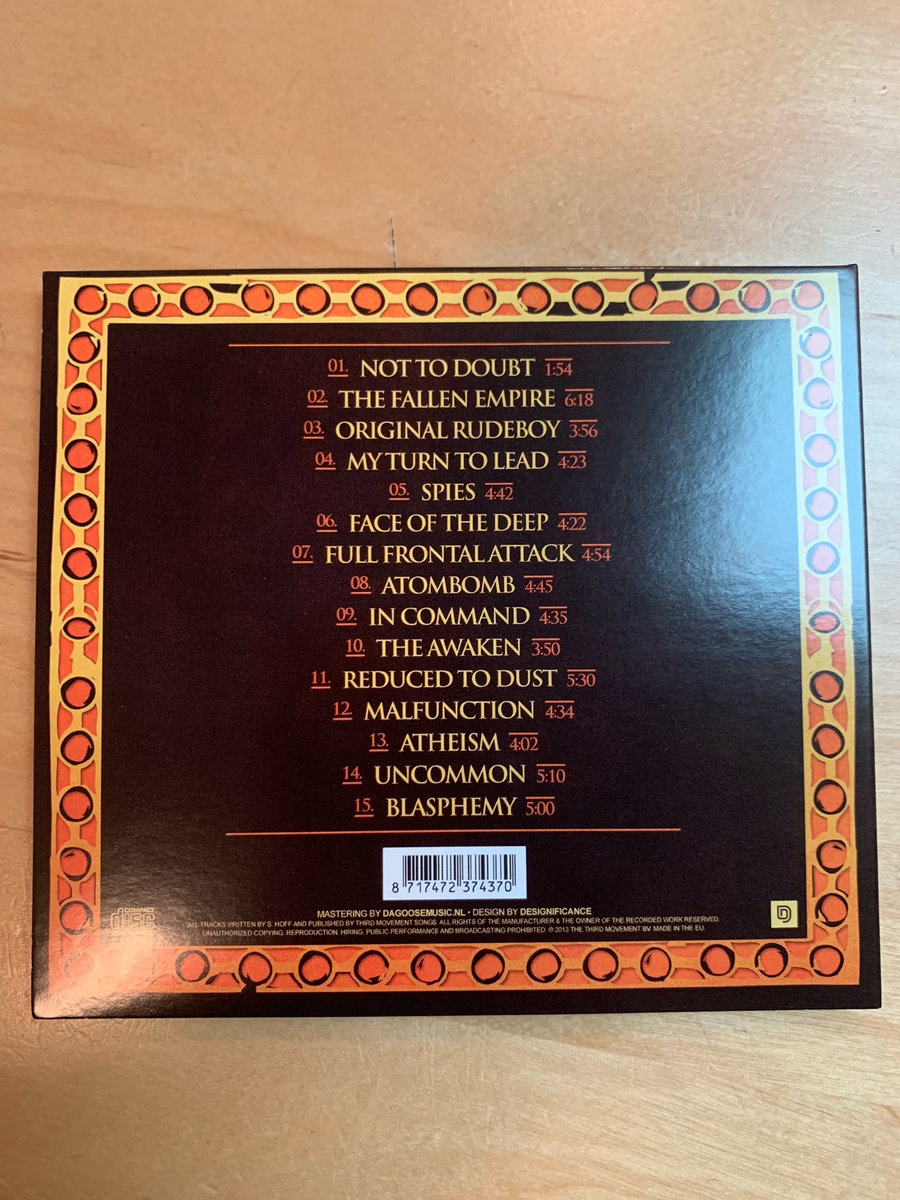 01. NOT TO DOUBT 1:54
02. THE FALLEN EMPIRE 6:18
03. ORIGINAL RUDEBOY 3:56
04. MY TURN TO LEAD 4:23
05. SPIES 4:42
06. FACE OF THE DEEP 4:22
07. FULL FRONTAL ATTACK 4:54
08. ATOMBOMB 4:45
09. IN COMMAND 4:35
10. THE AWAKEN 3:50
11. REDUCED TO DUST 5:30
12. MALFUNCTION 4:34
13. ATHEISM 4:02
14. UNCOMMON 5:10
15. BLASPHEMY 5:00
8 717472 374370
MASTERING BY DAGOOSEMUSIC.NL • DESIGN BY DESIGNIFICANCE
COMPACT
disc
ALL TRACKS WRITTEN BY S. HOFF AND PUBLISHED BY THIRD MOVEMENT SONGS. ALL RIGHTS OF THE MANUFACTURER & THE OWNER OF THE RECORDED WORK RESERVED.
UNAUTHORIZED COPYING. REPRODUCTION. HIRING. PUBLIC PERFORMANCE AND BROADCASTING PROHIBITED. ℗ 2013 THE THIRD MOVEMENT BV. MADE IN THE EU.